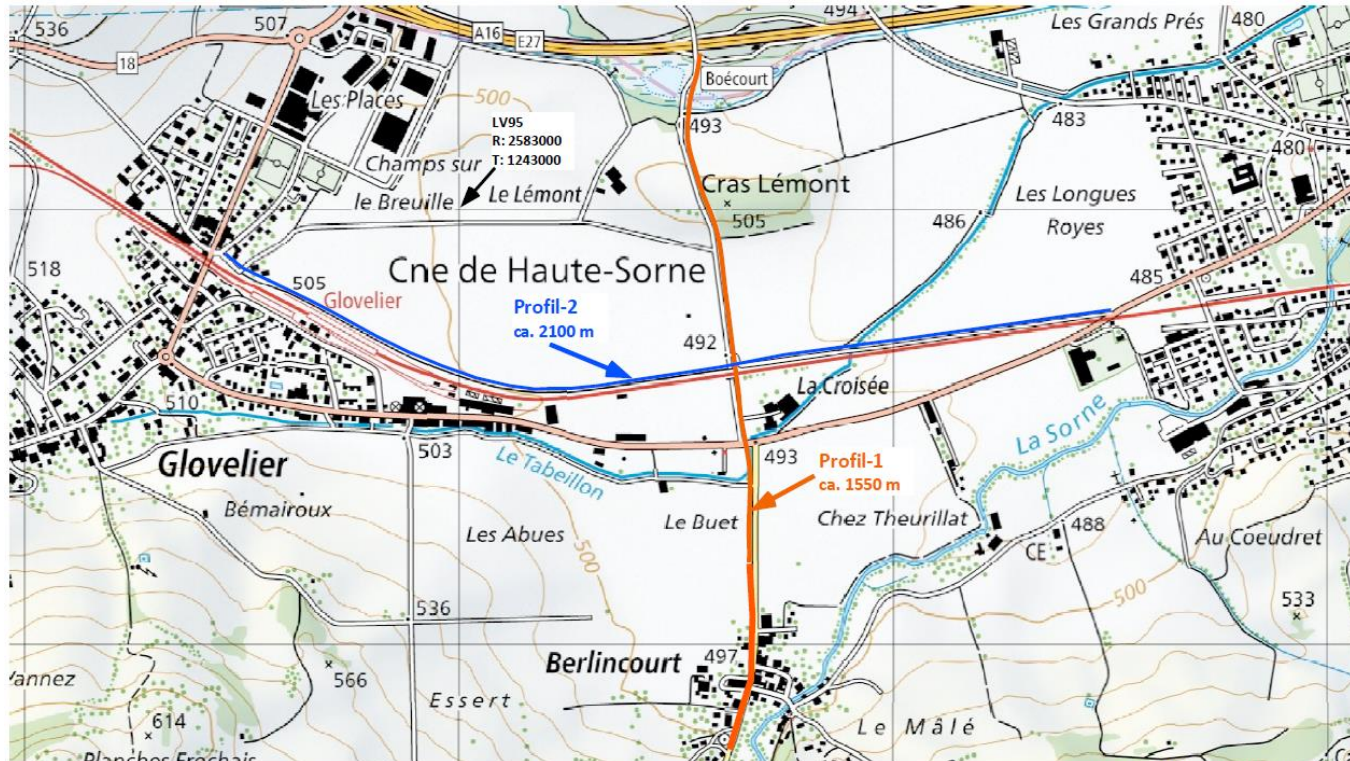 536
507
A16
E27
494
Les Grands Prés
480
18
Les Places
500
Boécourt
493
483
480
LV95
R: 2583000
T: 1243000
Champs sur
le Breuille
Le Lémont
Cras Lémont
505
486
Les Longues
Royes
518
505
Glovelier
Cne de Haute-Sorne
Profil-2
ca. 2100 m
492
485
La Croisée
510
503
Glovelier
Le Tabeillon
493
Profil-1
ca. 1550 m
La Sorne
Bémairoux
Les Abues
500
Le Buet
Chez Theurillat
488
CE
Au Coeudret
536
500
533
Berlincourt
497
566
Essert
614
Le Mâlé